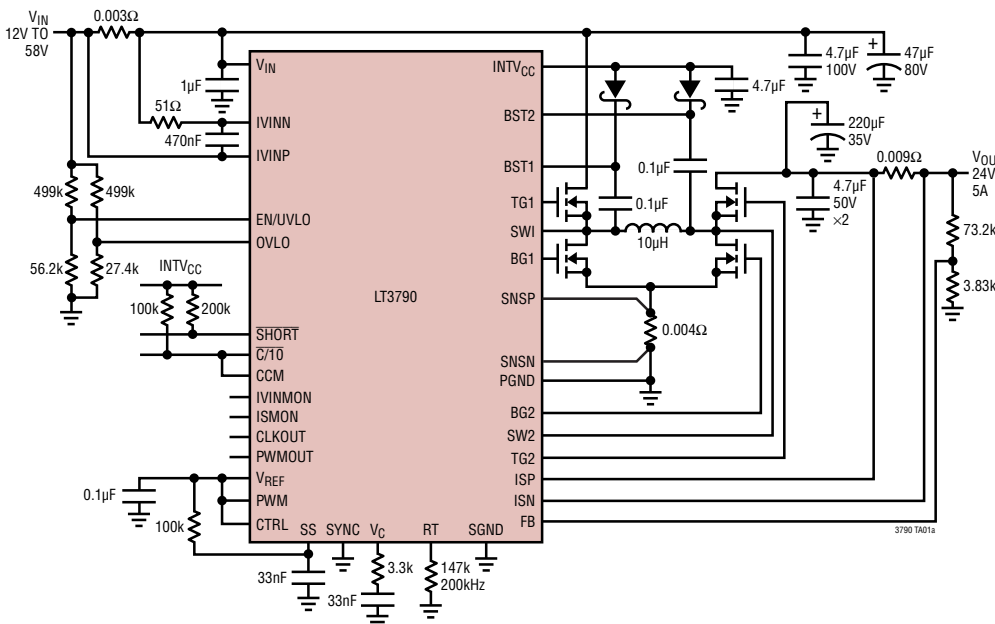 VIN
12V TO
58V
0.003Ω
1µF
51Ω
470nF
499k
499k
56.2k
27.4k
INTVCC
100k
200k
0.1µF
100k
33nF
33nF
3.3k
147k
200kHz
LT3790
VIN
IVINN
IVINP
EN/UVLO
OVLO
SHORT
C/10
CCM
IVINMON
ISMON
CLKOUT
PWMOUT
VREF
PWM
CTRL
SS
SYNC
VC
RT
SGND
INTVCC
BST2
BST1
TG1
SWI
BG1
SNSP
SNSN
PGND
BG2
SW2
TG2
ISP
ISN
FB
4.7µF
0.1µF
0.1µF
10µH
0.004Ω
4.7µF
100V
+
47µF
80V
+
220µF
35V
4.7µF
50V
×2
0.009Ω
VOUT
24V
5A
73.2k
3.83k
3790 TA01a